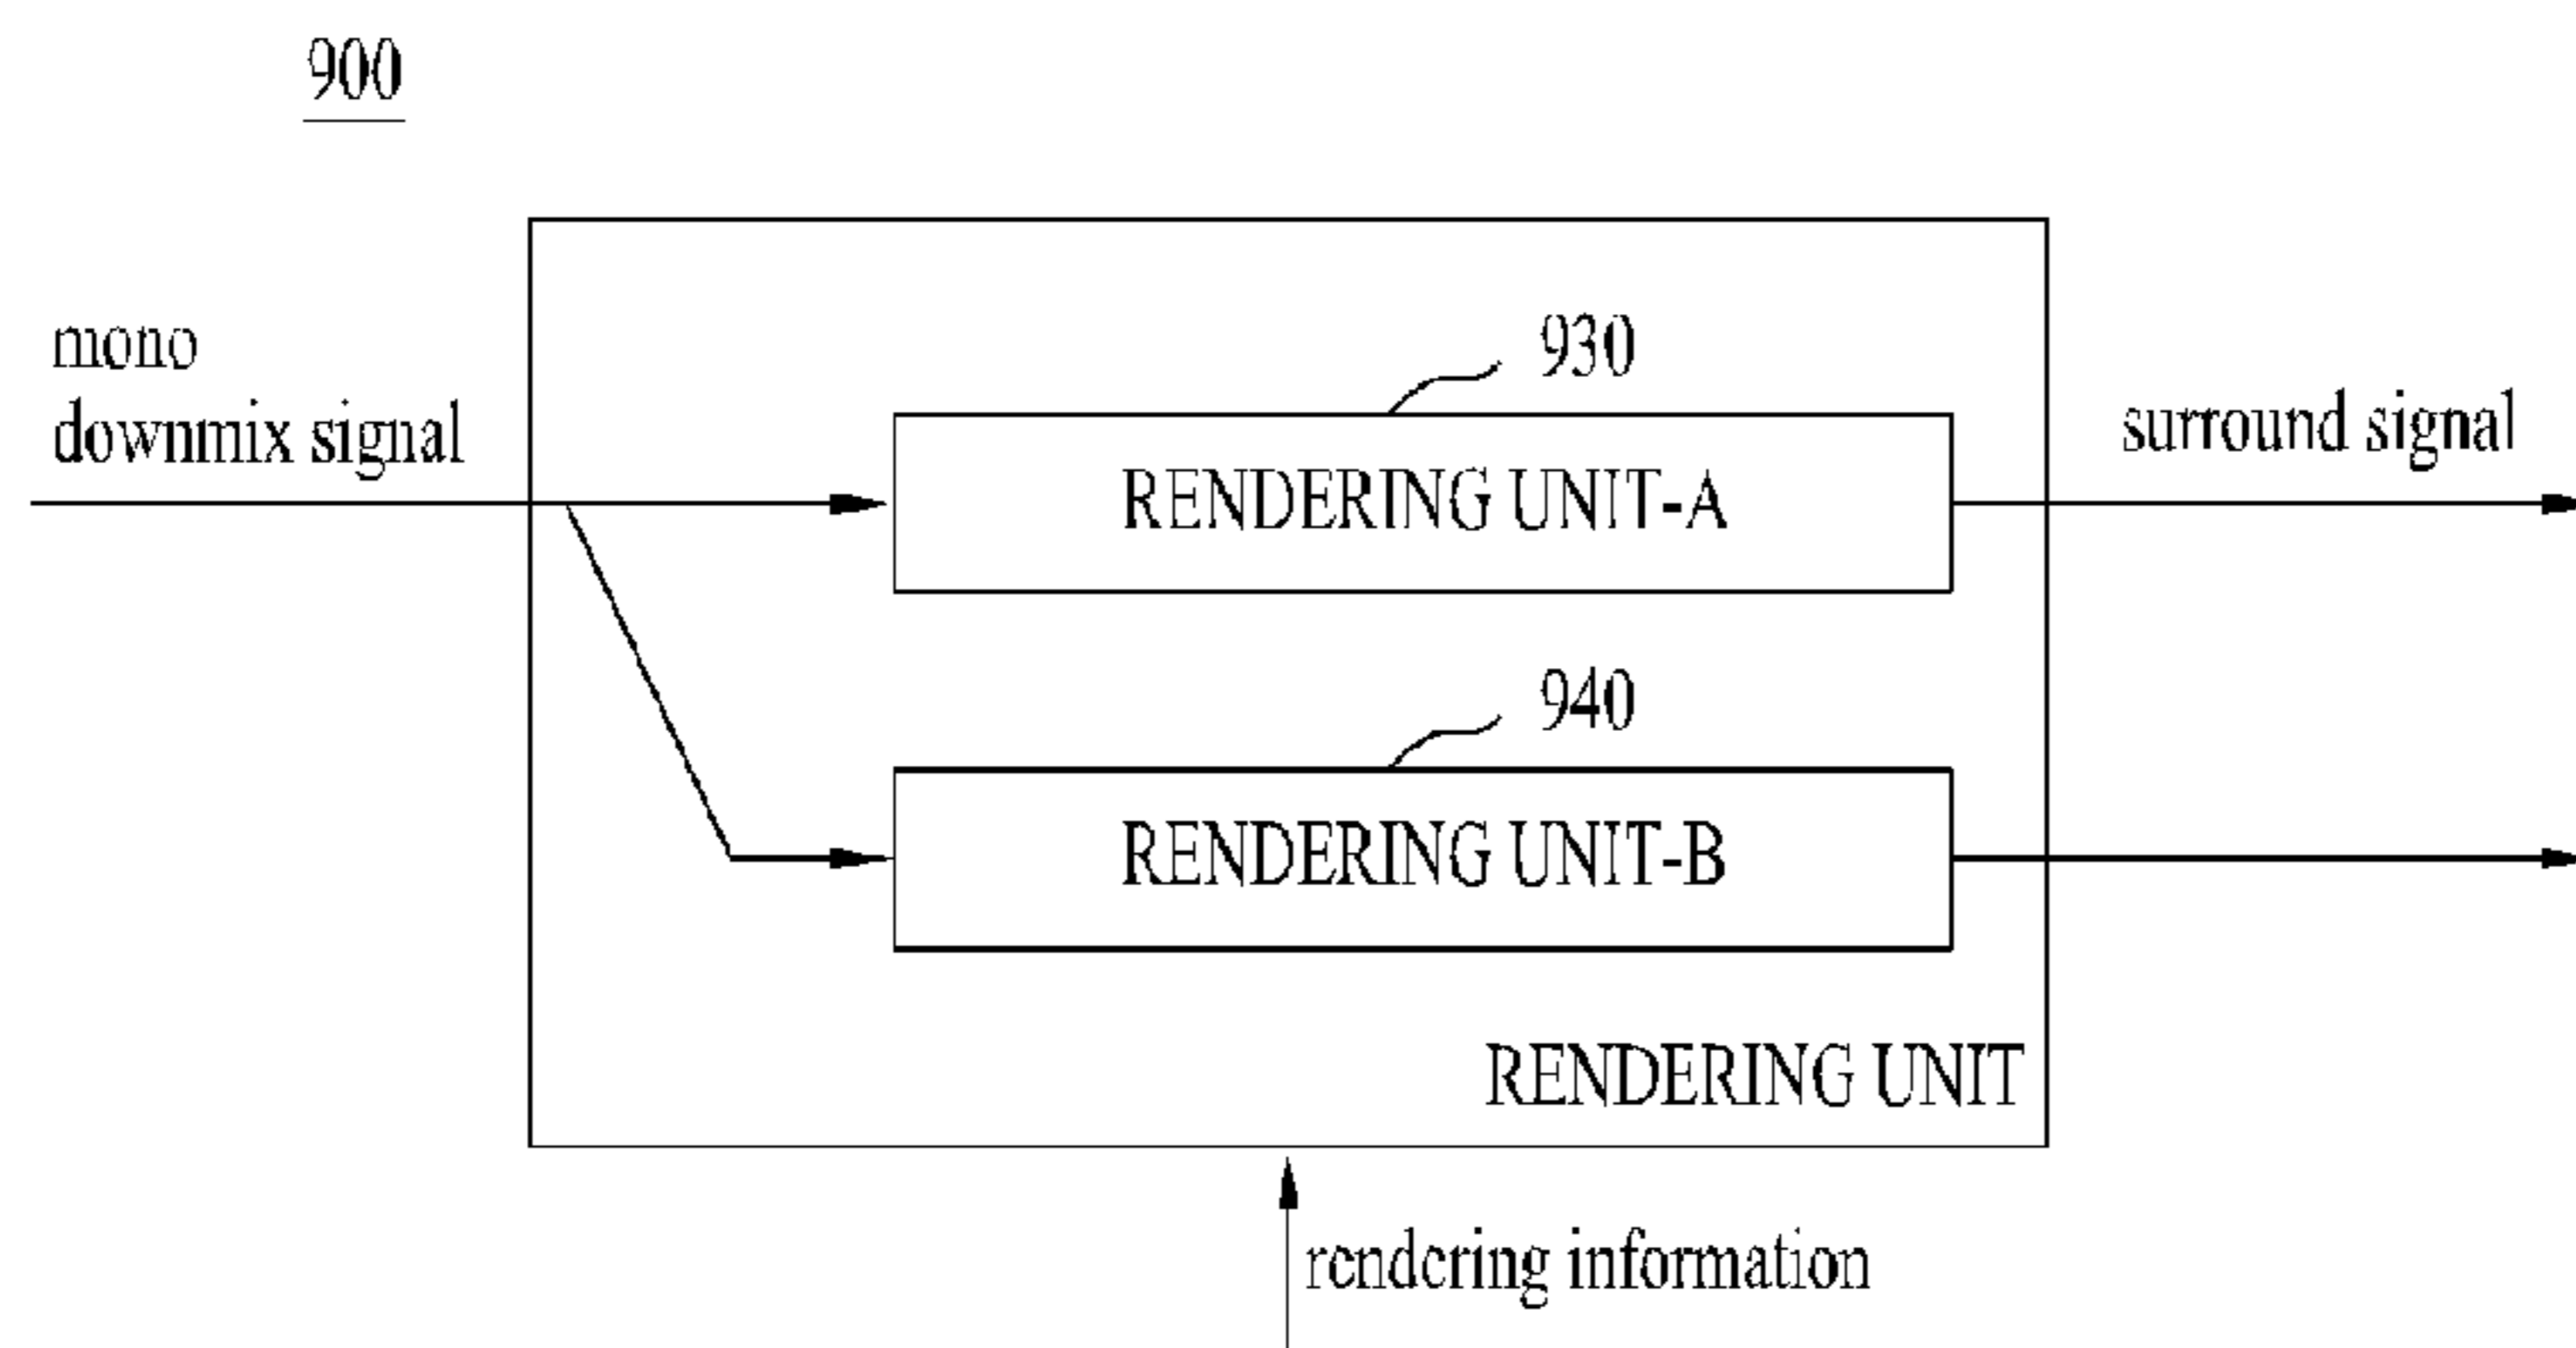 900
mono
downmix signal
930
surround signal
RENDERING UNIT-A
940
RENDERING UNIT-B
RENDERING UNIT
rendering information